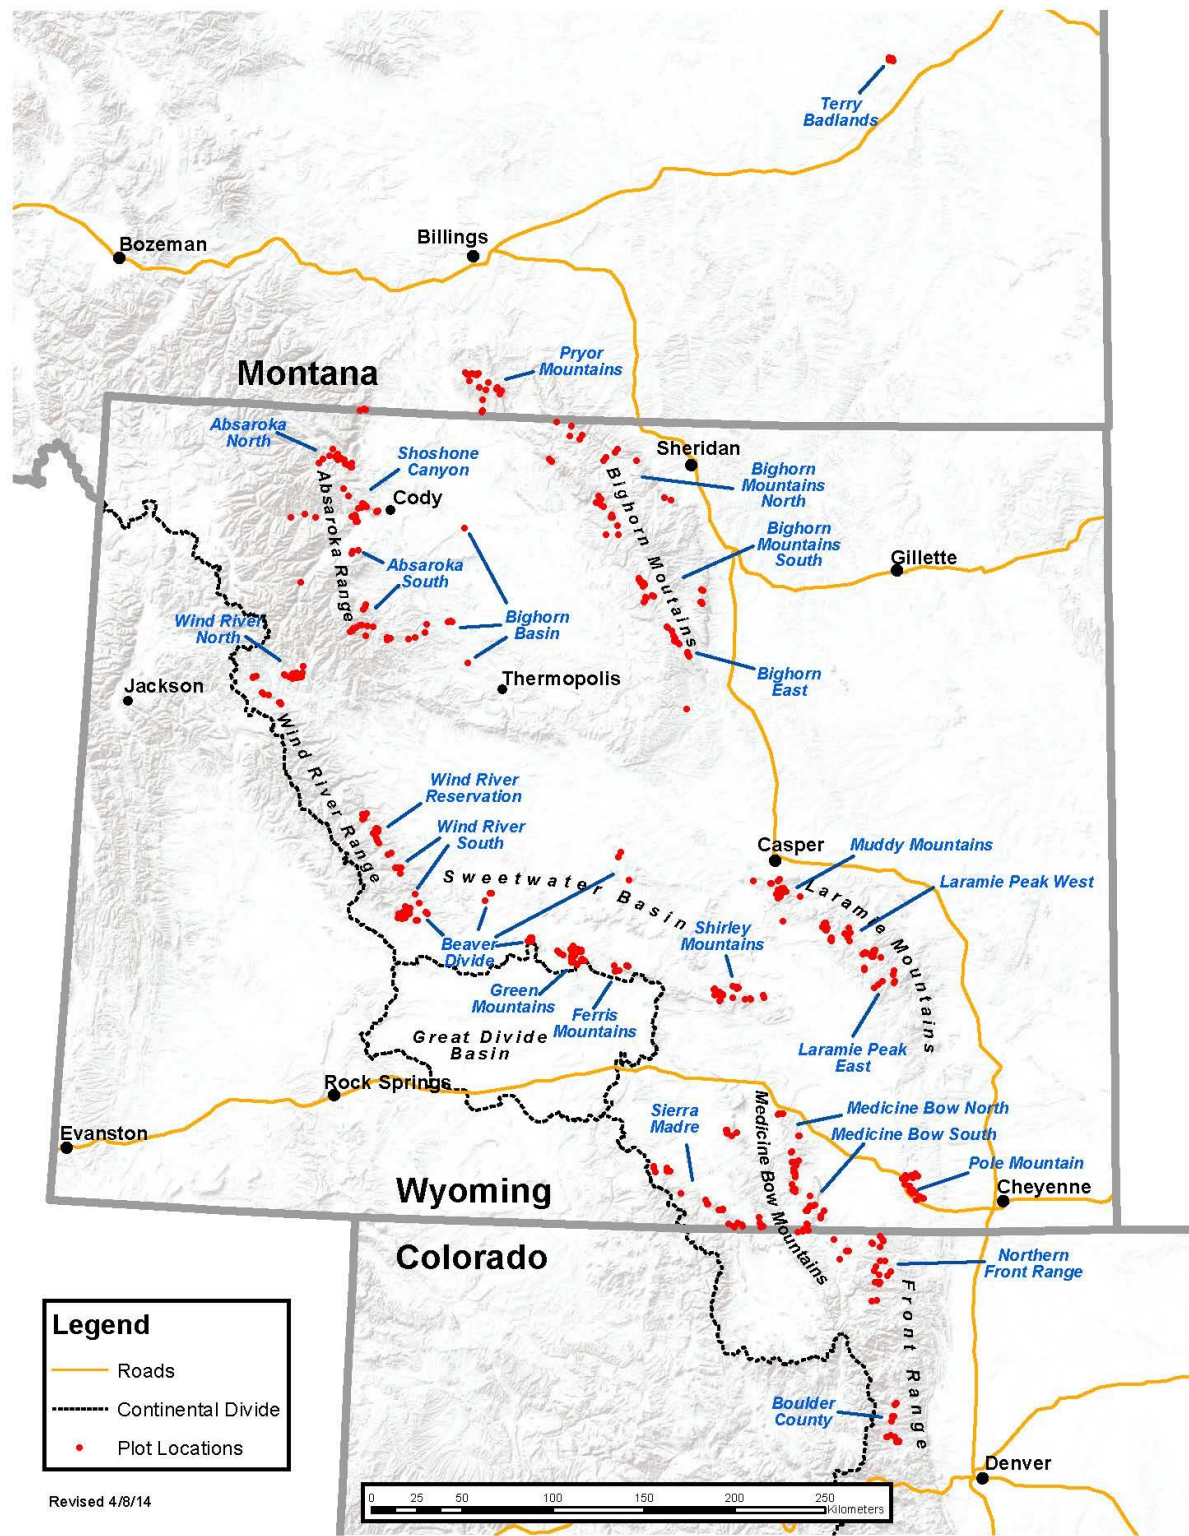 Terry
Badlands
Bozeman
Billings
Pryor
Mountains
Montana
Absaroka
North
Shoshone
Canyon
Sheridan
Bighorn
Mountains
North
Absaroka Range
Cody
Bighorn Moutains
Bighorn
Mountains
South
Gillette
Absaroka
South
Wind River
North
Bighorn
Basin
Jackson
Thermopolis
Bighorn
East
Wind River Range
Wind River
Reservation
Wind River
South
Casper
Muddy Mountains
Sweetwater Basin
Laramie Mountains
Laramie Peak West
Shirley
Mountains
Beaver
Divide
Green
Mountains
Ferris
Mountains
Great Divide
Basin
Laramie Peak
East
Rock Springs
Sierra
Madre
Medicine Bow Mountains
Medicine Bow North
Medicine Bow South
Evanston
Pole Mountain
Cheyenne
Wyoming
Colorado
Northern
Front Range
Front Range
Legend
Roads
Continental Divide
Plot Locations
Boulder
County
Denver
Revised 4/8/14
0 25 50 100 150 200 250
Kilometers